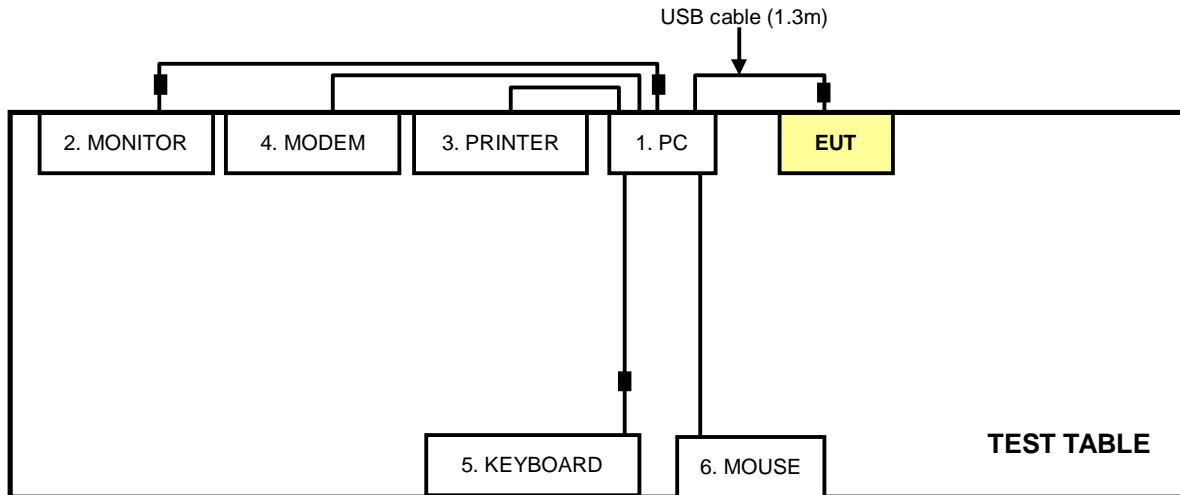 USB cable (1.3m)
2. MONITOR
4. MODEM
3. PRINTER
1. PC
EUT
5. KEYBOARD
6. MOUSE
TEST TABLE